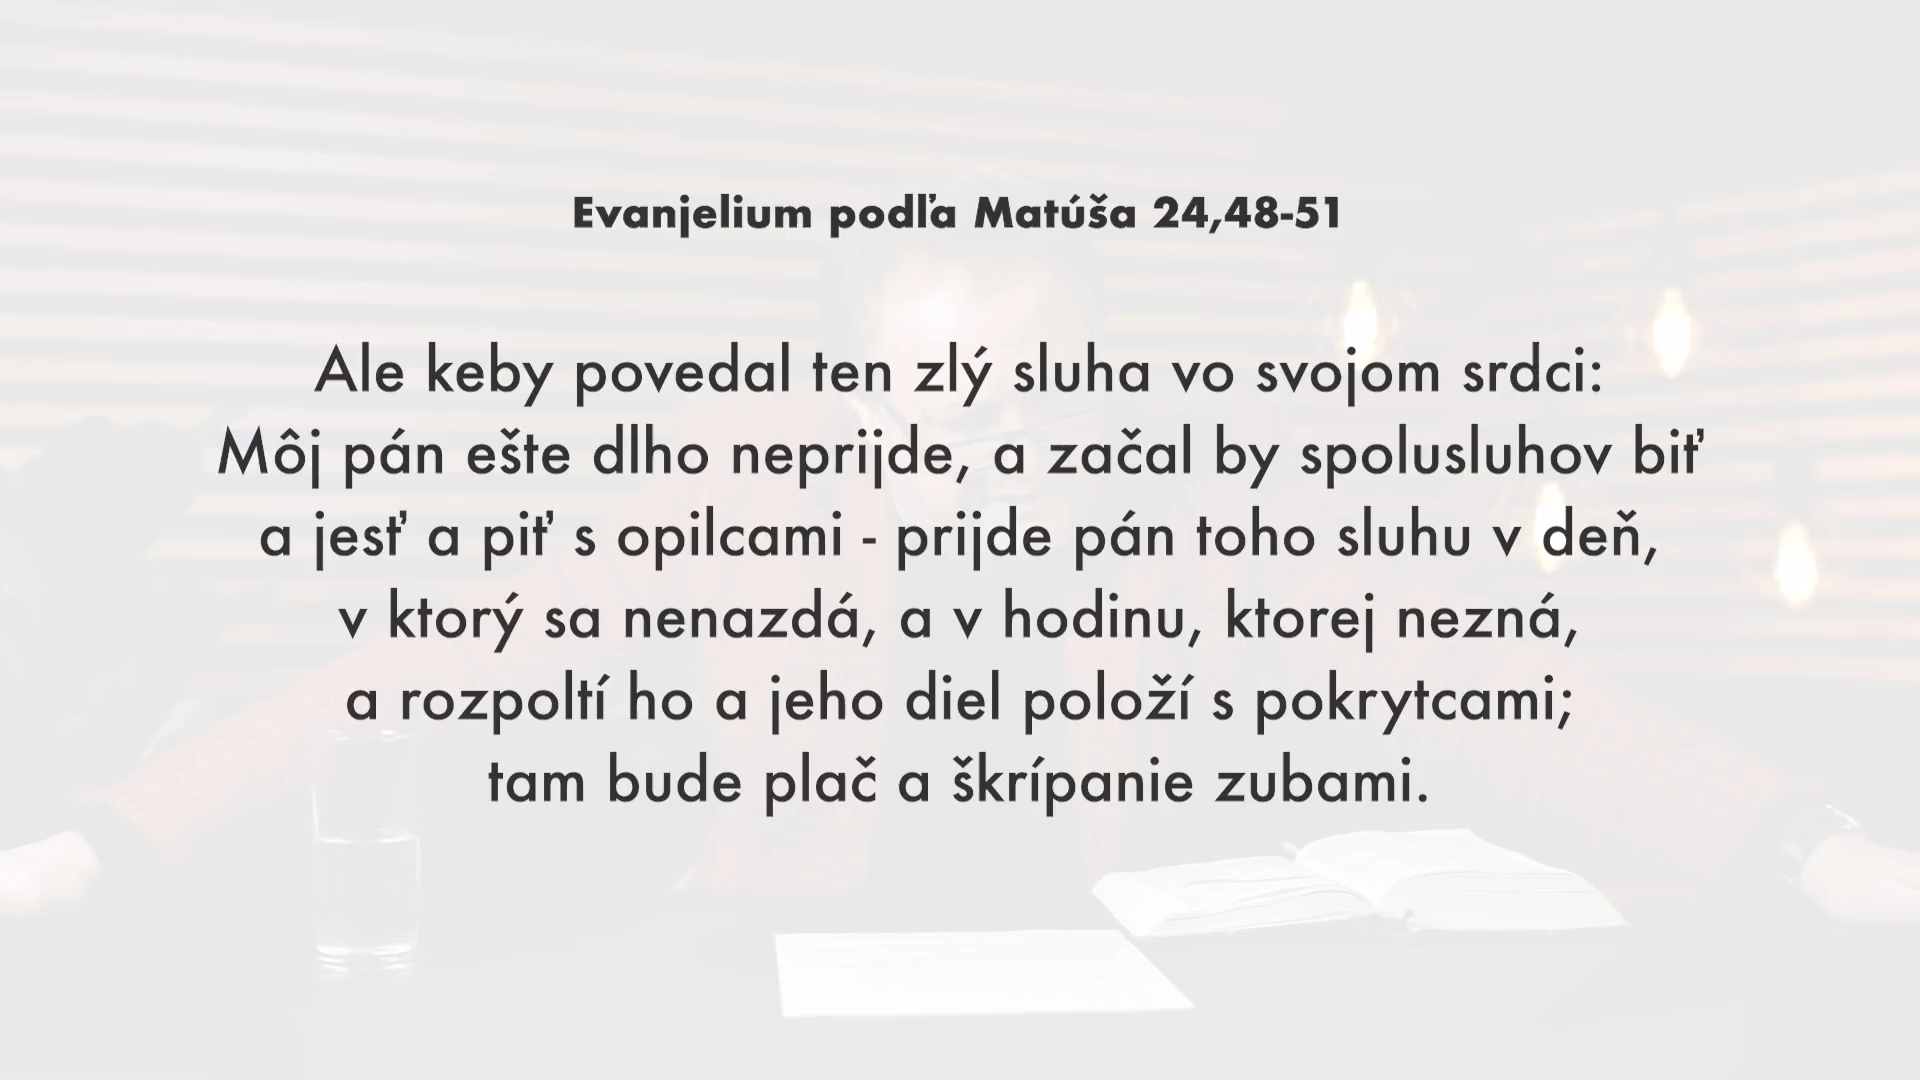 Evanjelium podľa Matúša 24,48-51
Ale keby povedal ten zlý sluha vo svojom srdci:
Môj pán ešte dlho neprijde, a začal by spolusluhov biť
a jesť a piť s opilcami - prijde pán toho sluhu v deň,
v ktorý sa nenazdá, a v hodinu, ktorej nezná,
a rozpoltí ho a jeho diel položí s pokrytcami;
tam bude plač a škrípanie zubami.